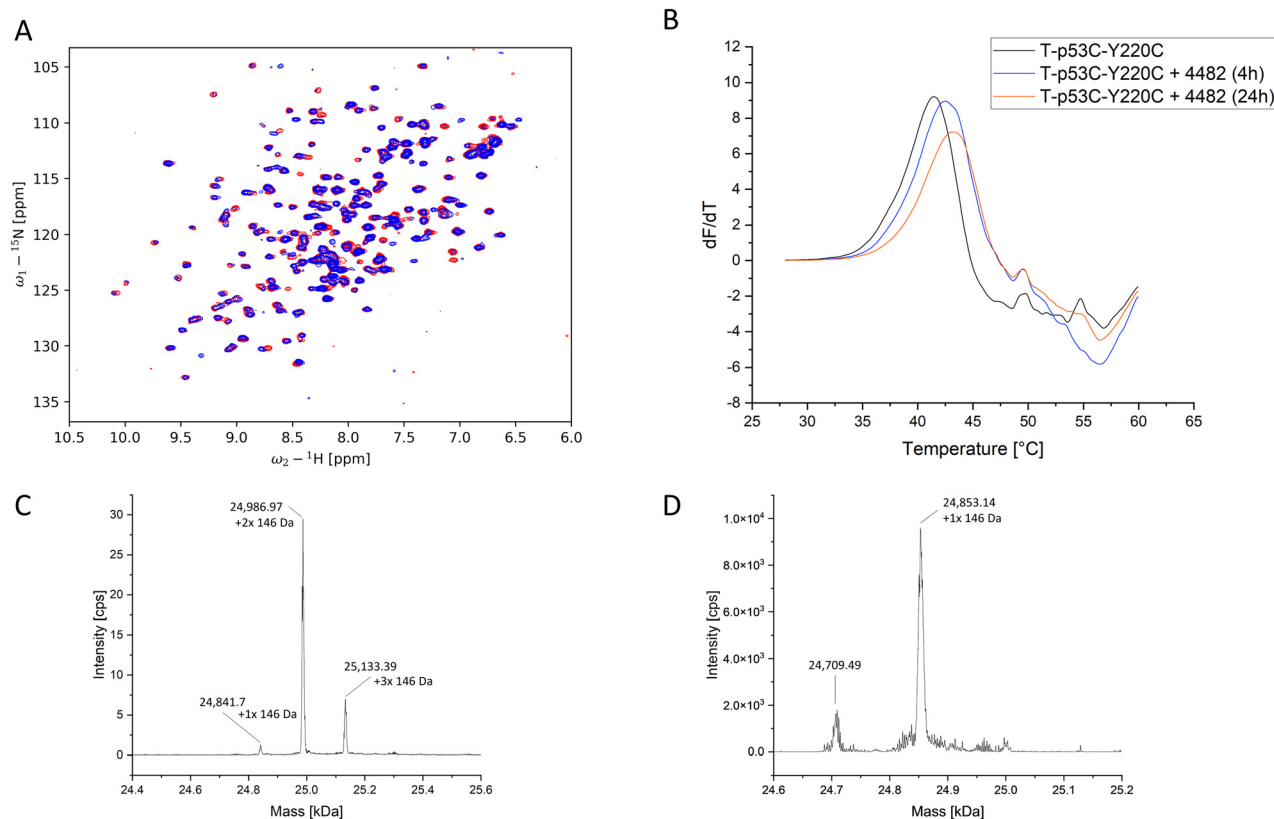 A
105
110
115
120
125
130
135
ω1 − 15N [ppm]
10.5 10.0 9.5 9.0 8.5 8.0 7.5 7.0 6.5 6.0
ω2 − 1H [ppm]
B
T-p53C-Y220C
T-p53C-Y220C + 4482 (4h)
T-p53C-Y220C + 4482 (24h)
12
10
8
6
4
2
0
-2
-4
-6
-8
dF/dT
25 30 35 40 45 50 55 60 65
Temperature [°C]
C
24,986.97
+2x 146 Da
25,133.39
+3x 146 Da
24,841.7
+1x 146 Da
30
25
20
15
10
5
0
Intensity [cps]
24.4 24.6 24.8 25.0 25.2 25.4 25.6
Mass [kDa]
D
24,853.14
+1x 146 Da
24,709.49
1.0×10⁴
8.0×10³
6.0×10³
4.0×10³
2.0×10³
0.0
Intensity [cps]
24.6 24.7 24.8 24.9 25.0 25.1 25.2
Mass [kDa]